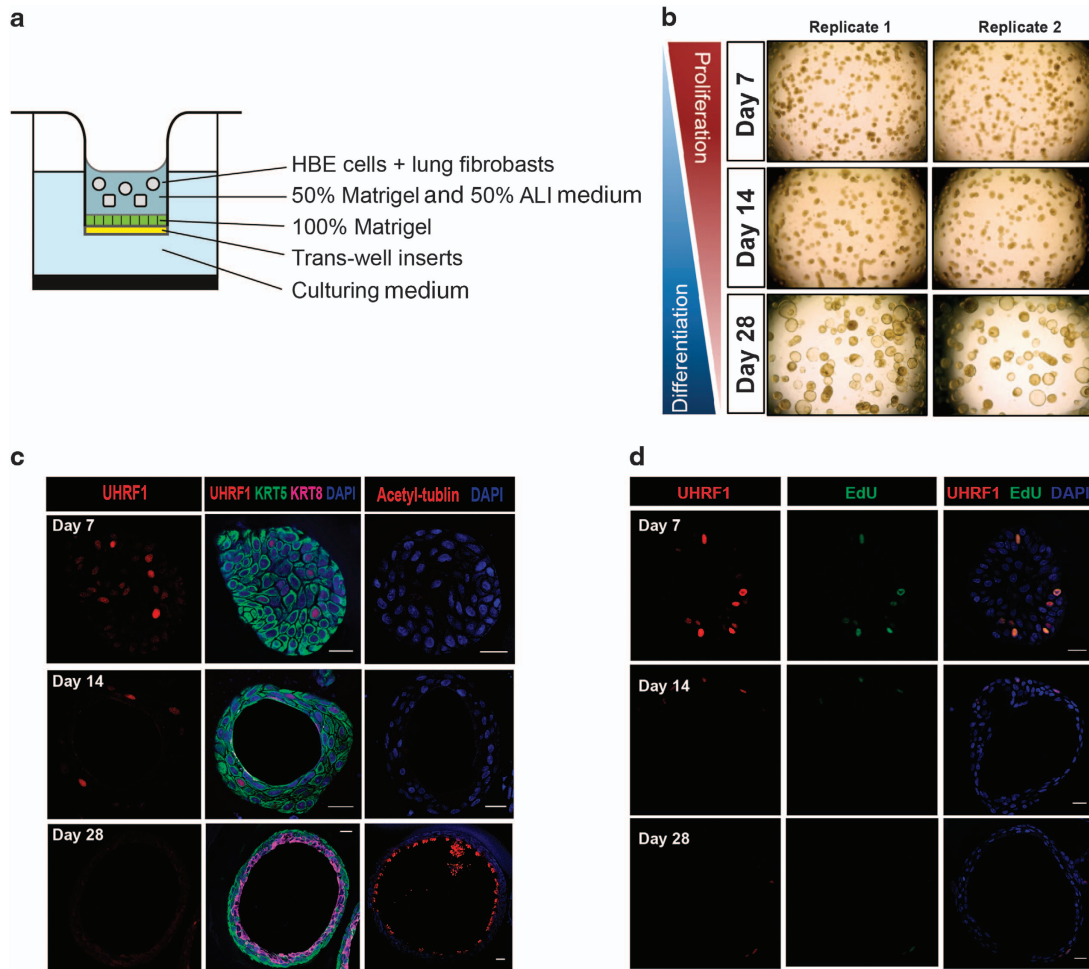 a
HBE cells + lung fibrobasts
50% Matrigel and 50% ALI medium
100% Matrigel
Trans-well inserts
Culturing medium
b
Replicate 1
Replicate 2
Proliferation
Differentiation
Day 7
Day 14
Day 28
c
UHRF1
UHRF1 KRT5 KRT8 DAPI
Acetyl-tublin DAPI
Day 7
Day 14
Day 28
d
UHRF1
EdU
UHRF1 EdU DAPI
Day 7
Day 14
Day 28